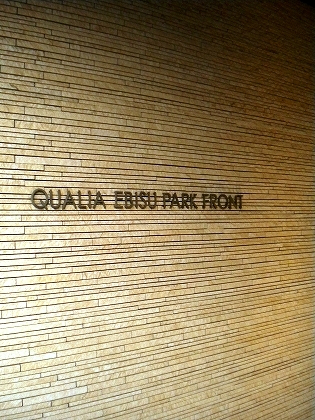 QUALIA EBISU PARK FRONT